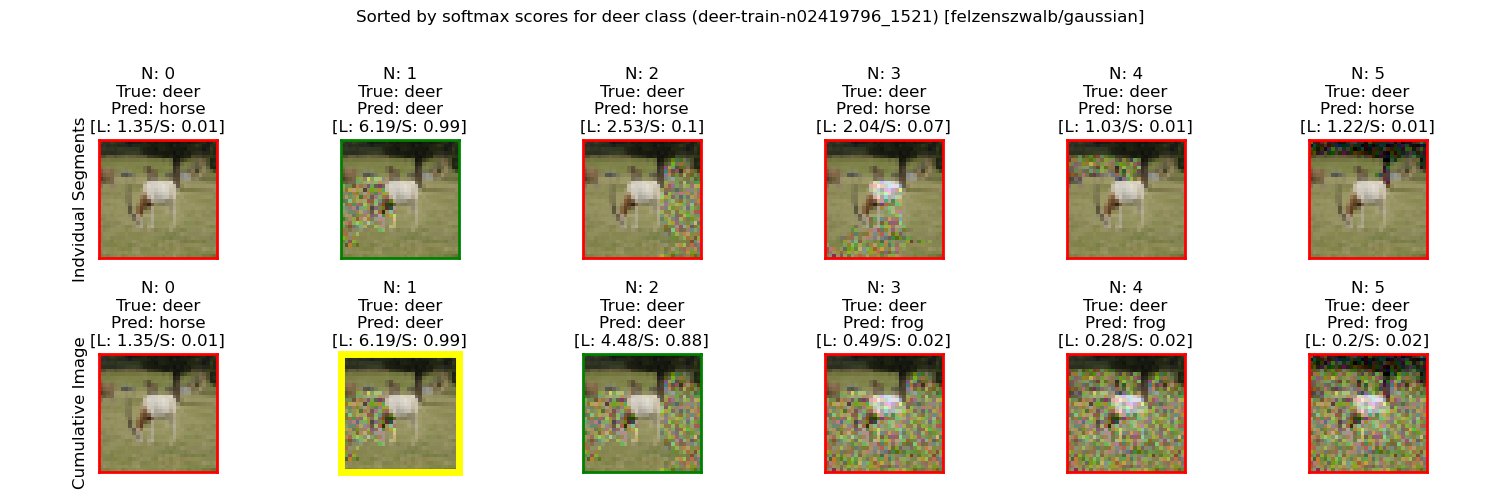 Sorted by softmax scores for deer class (deer-train-n02419796_1521) [felzenszwalb/gaussian]
Indvidual Segments
N: 0
True: deer
Pred: horse
[L: 1.35/S: 0.01]
N: 1
True: deer
Pred: deer
[L: 6.19/S: 0.99]
N: 2
True: deer
Pred: horse
[L: 2.53/S: 0.1]
N: 3
True: deer
Pred: horse
[L: 2.04/S: 0.07]
N: 4
True: deer
Pred: horse
[L: 1.03/S: 0.01]
N: 5
True: deer
Pred: horse
[L: 1.22/S: 0.01]
Cumulative Image
N: 0
True: deer
Pred: horse
[L: 1.35/S: 0.01]
N: 1
True: deer
Pred: deer
[L: 6.19/S: 0.99]
N: 2
True: deer
Pred: deer
[L: 4.48/S: 0.88]
N: 3
True: deer
Pred: frog
[L: 0.49/S: 0.02]
N: 4
True: deer
Pred: frog
[L: 0.28/S: 0.02]
N: 5
True: deer
Pred: frog
[L: 0.2/S: 0.02]